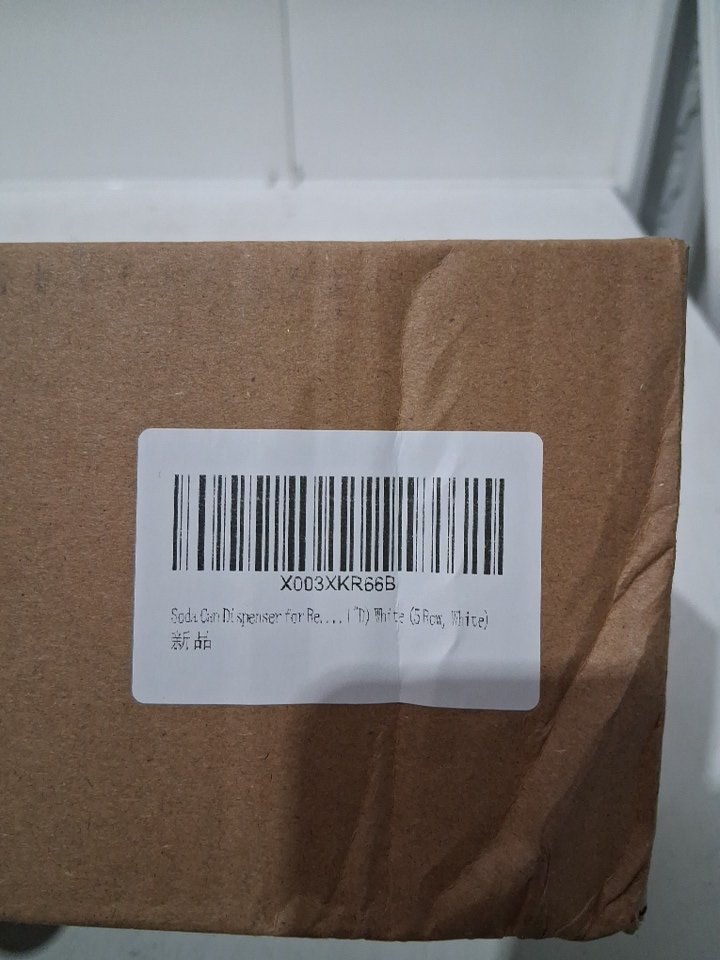 X003XKR66B
Soda Can Dispenser for Re.... ("D) White (5 Row, White)
新品